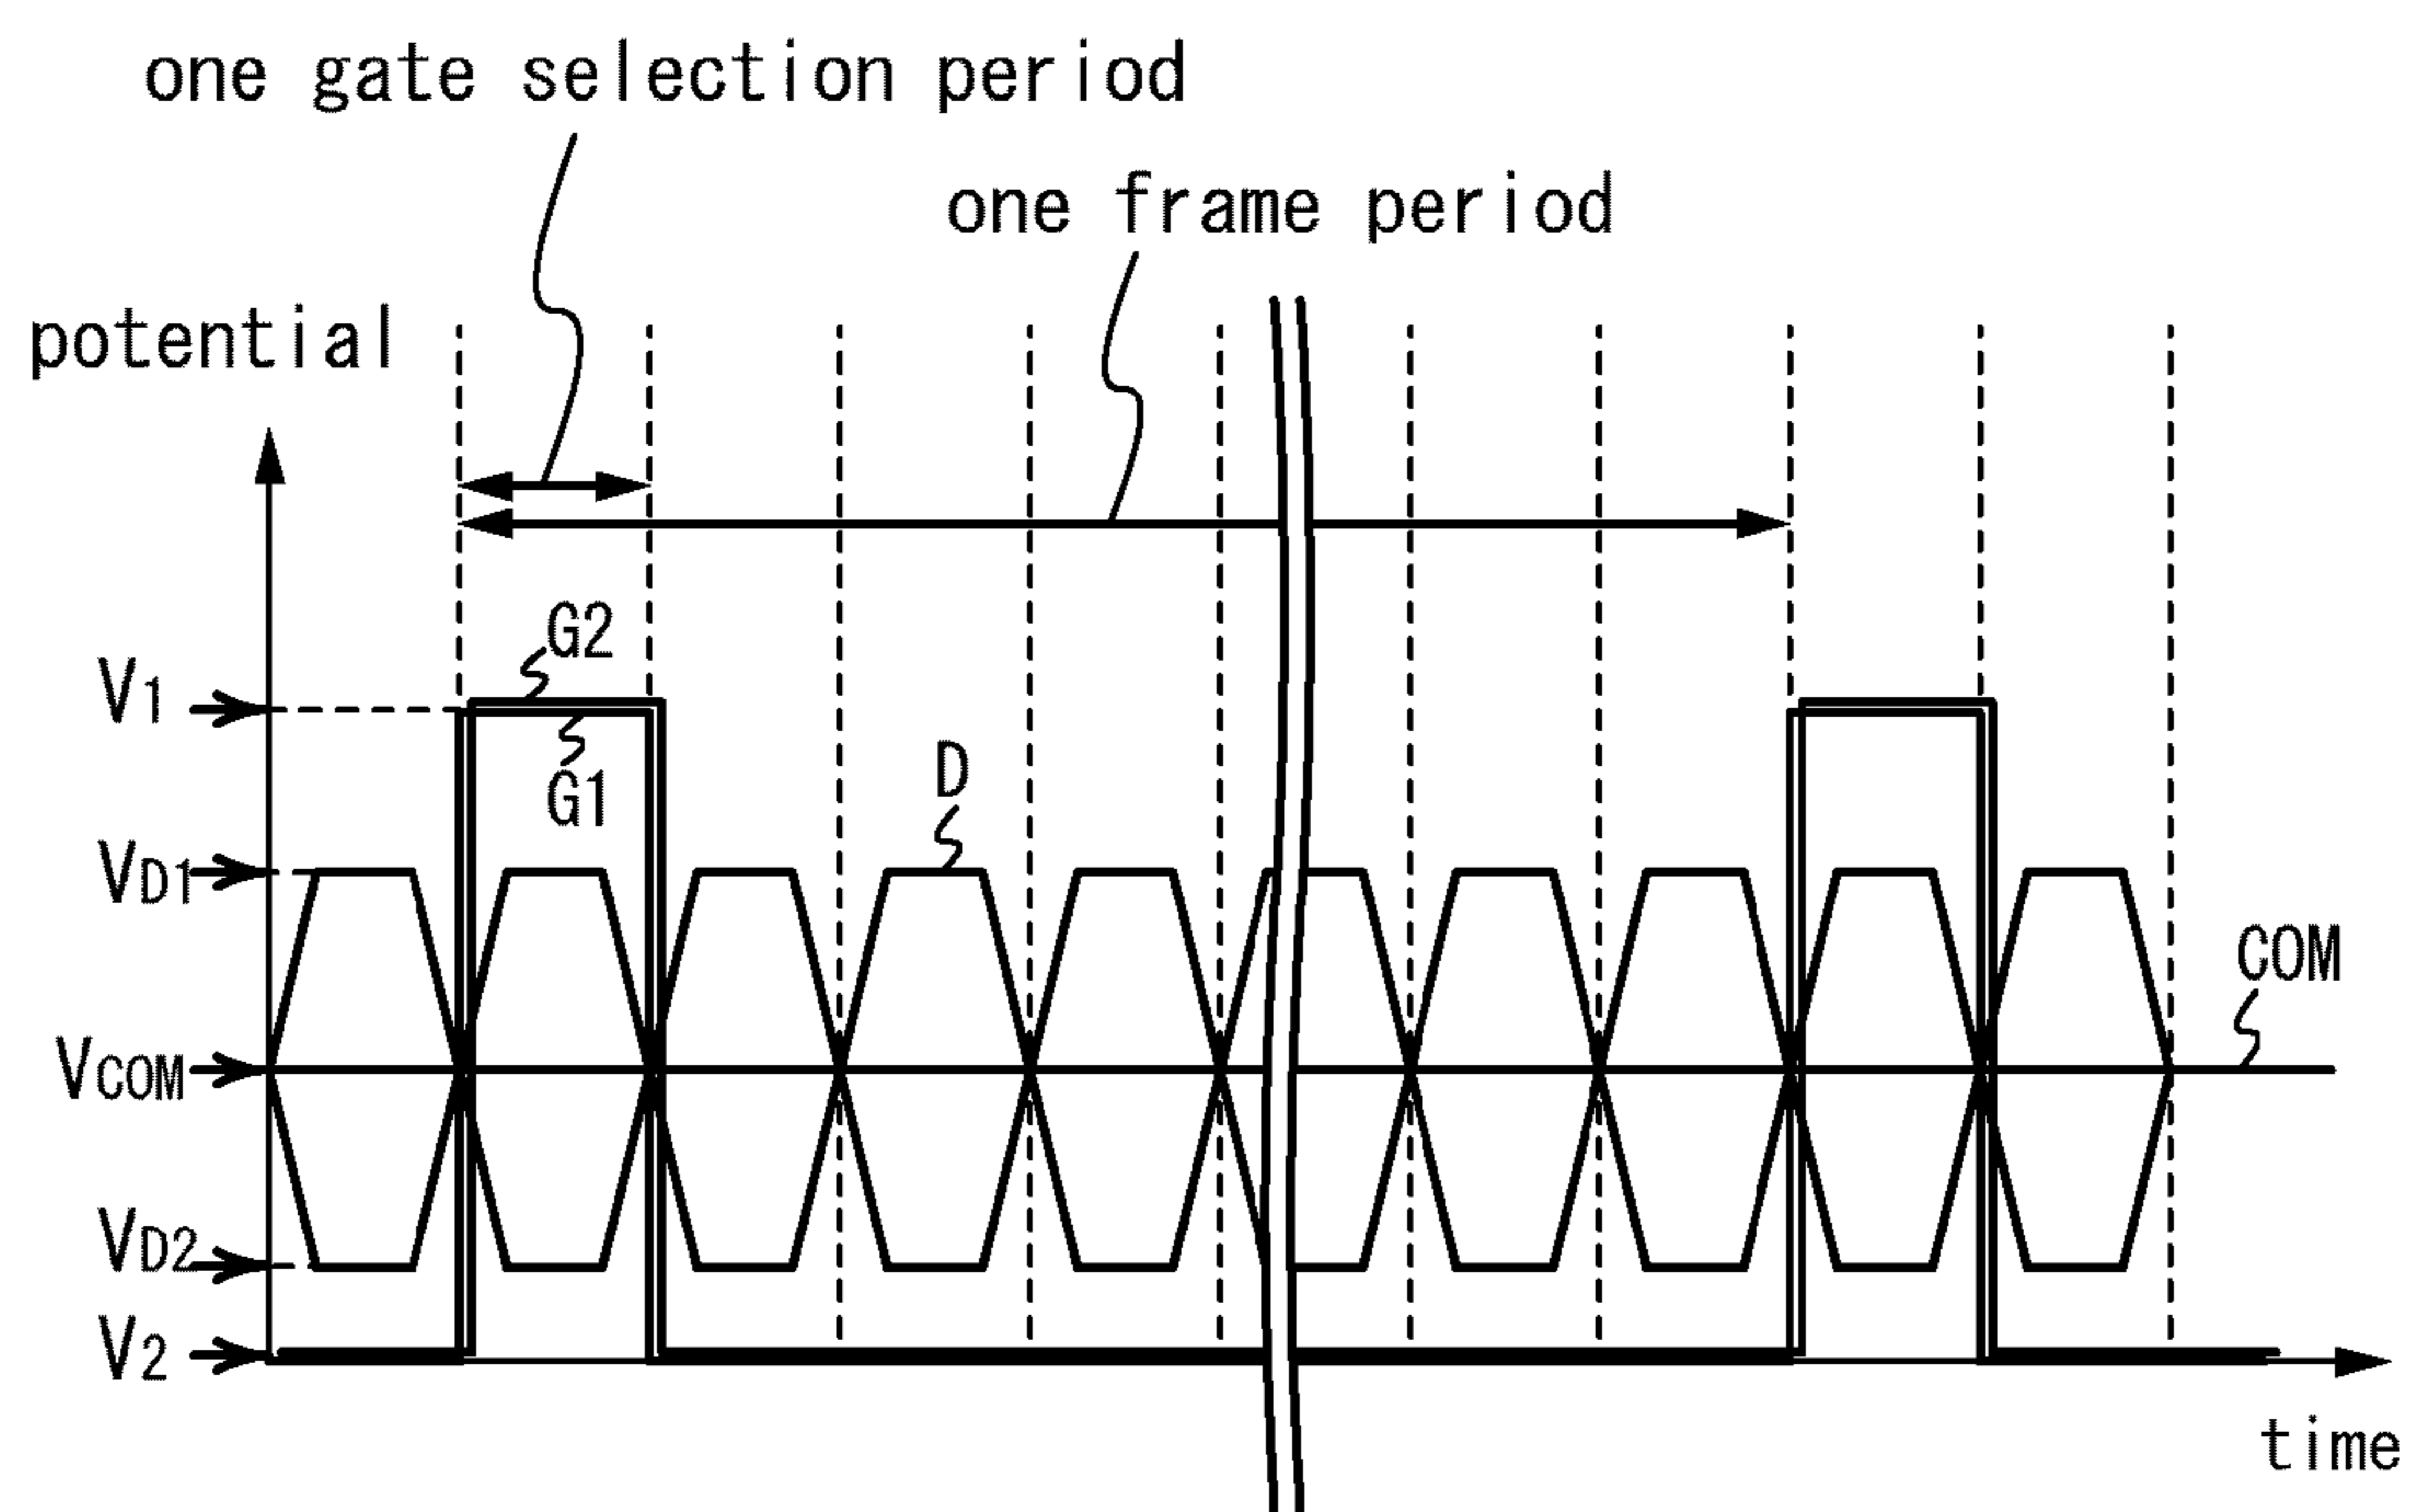 one gate selection period
one frame period
potential
G2
V1
G1
D
VD1
COM
VCOM
VD2
V2
time